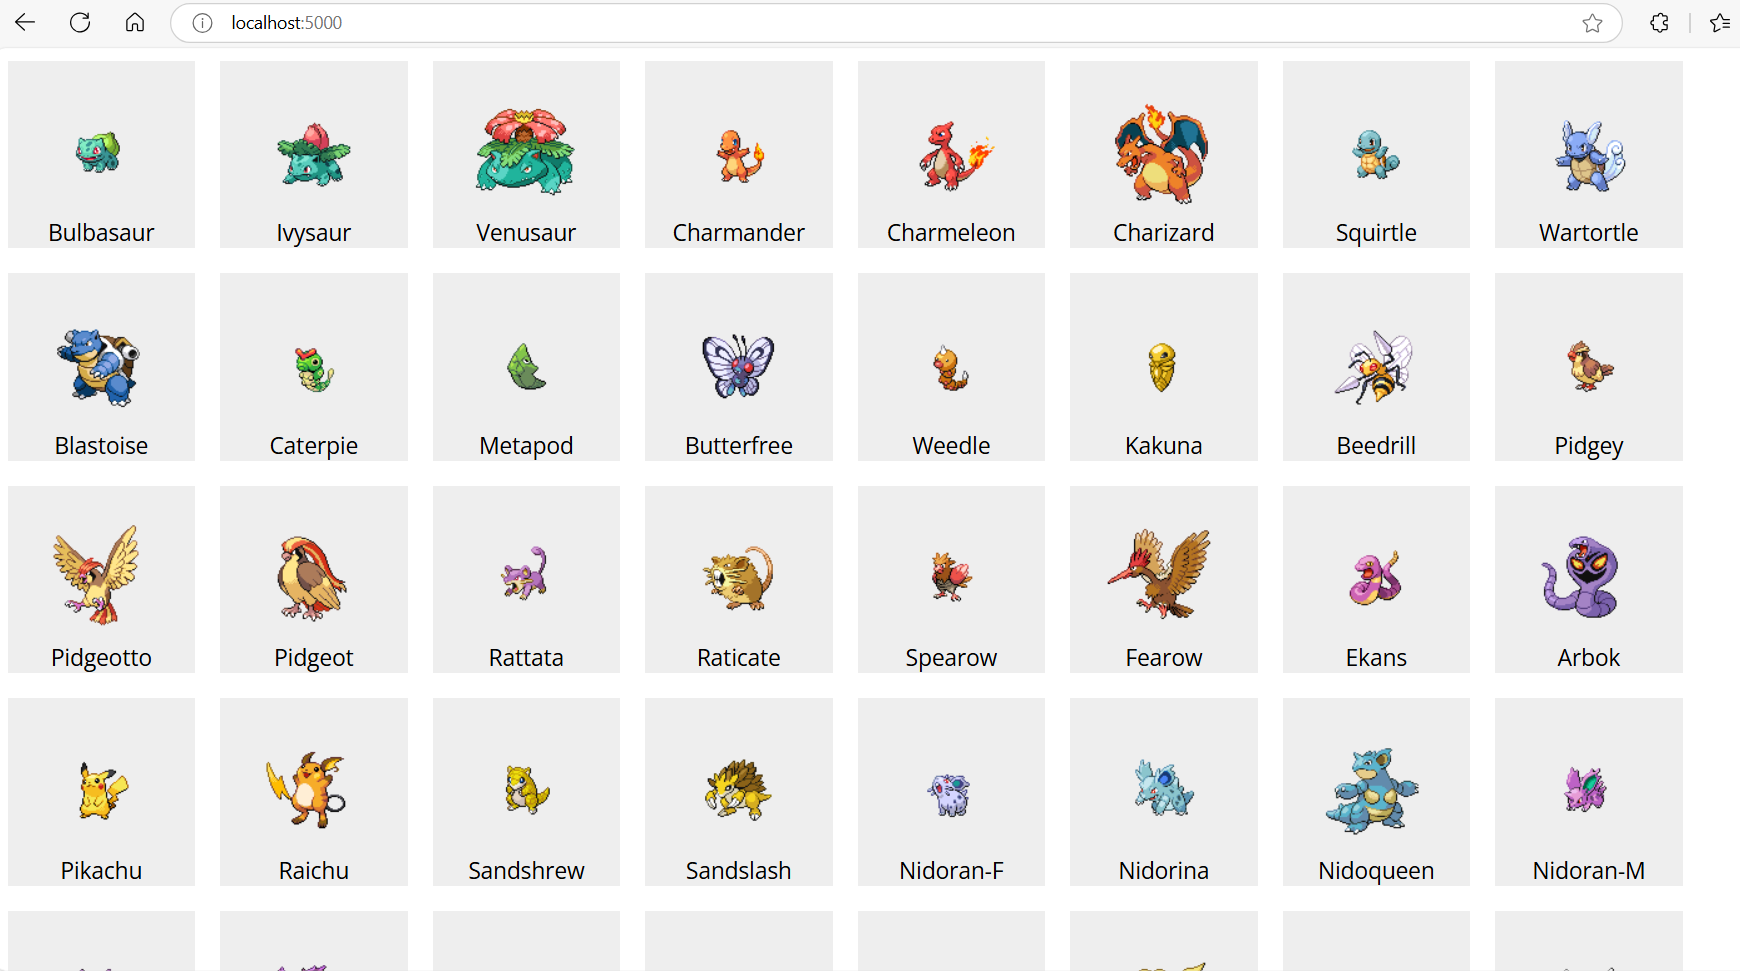 localhost:5000
Bulbasaur Ivysaur Venusaur Charmander Charmeleon Charizard Squirtle Wartortle
Blastoise Caterpie Metapod Butterfree Weedle Kakuna Beedrill Pidgey
Pidgeotto Pidgeot Rattata Raticate Spearow Fearow Ekans Arbok
Pikachu Raichu Sandshrew Sandslash Nidoran-F Nidorina Nidoqueen Nidoran-M